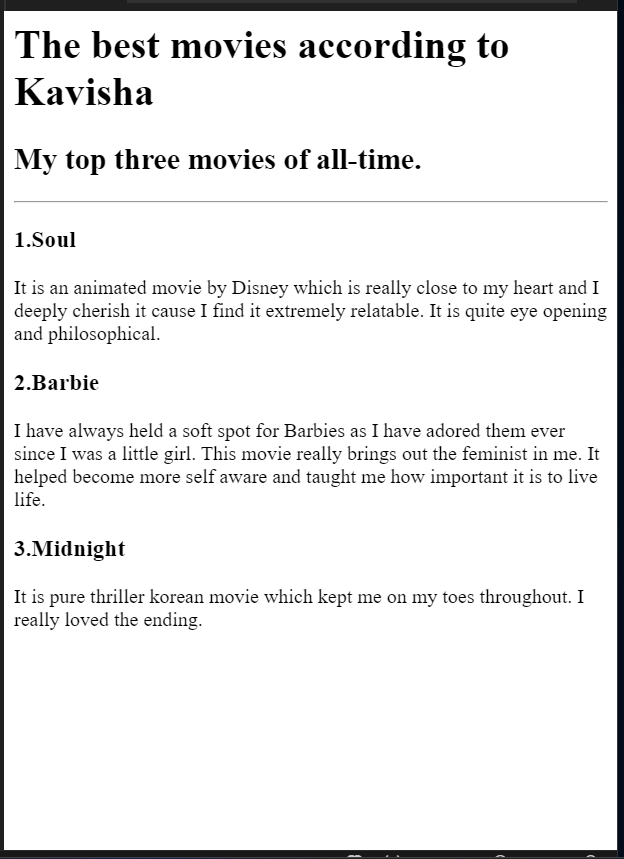 The best movies according to
Kavisha
My top three movies of all-time.
1.Soul
It is an animated movie by Disney which is really close to my heart and I
deeply cherish it cause I find it extremely relatable. It is quite eye opening
and philosophical.
2.Barbie
I have always held a soft spot for Barbies as I have adored them ever
since I was a little girl. This movie really brings out the feminist in me. It
helped become more self aware and taught me how important it is to live
life.
3.Midnight
It is pure thriller korean movie which kept me on my toes throughout. I
really loved the ending.